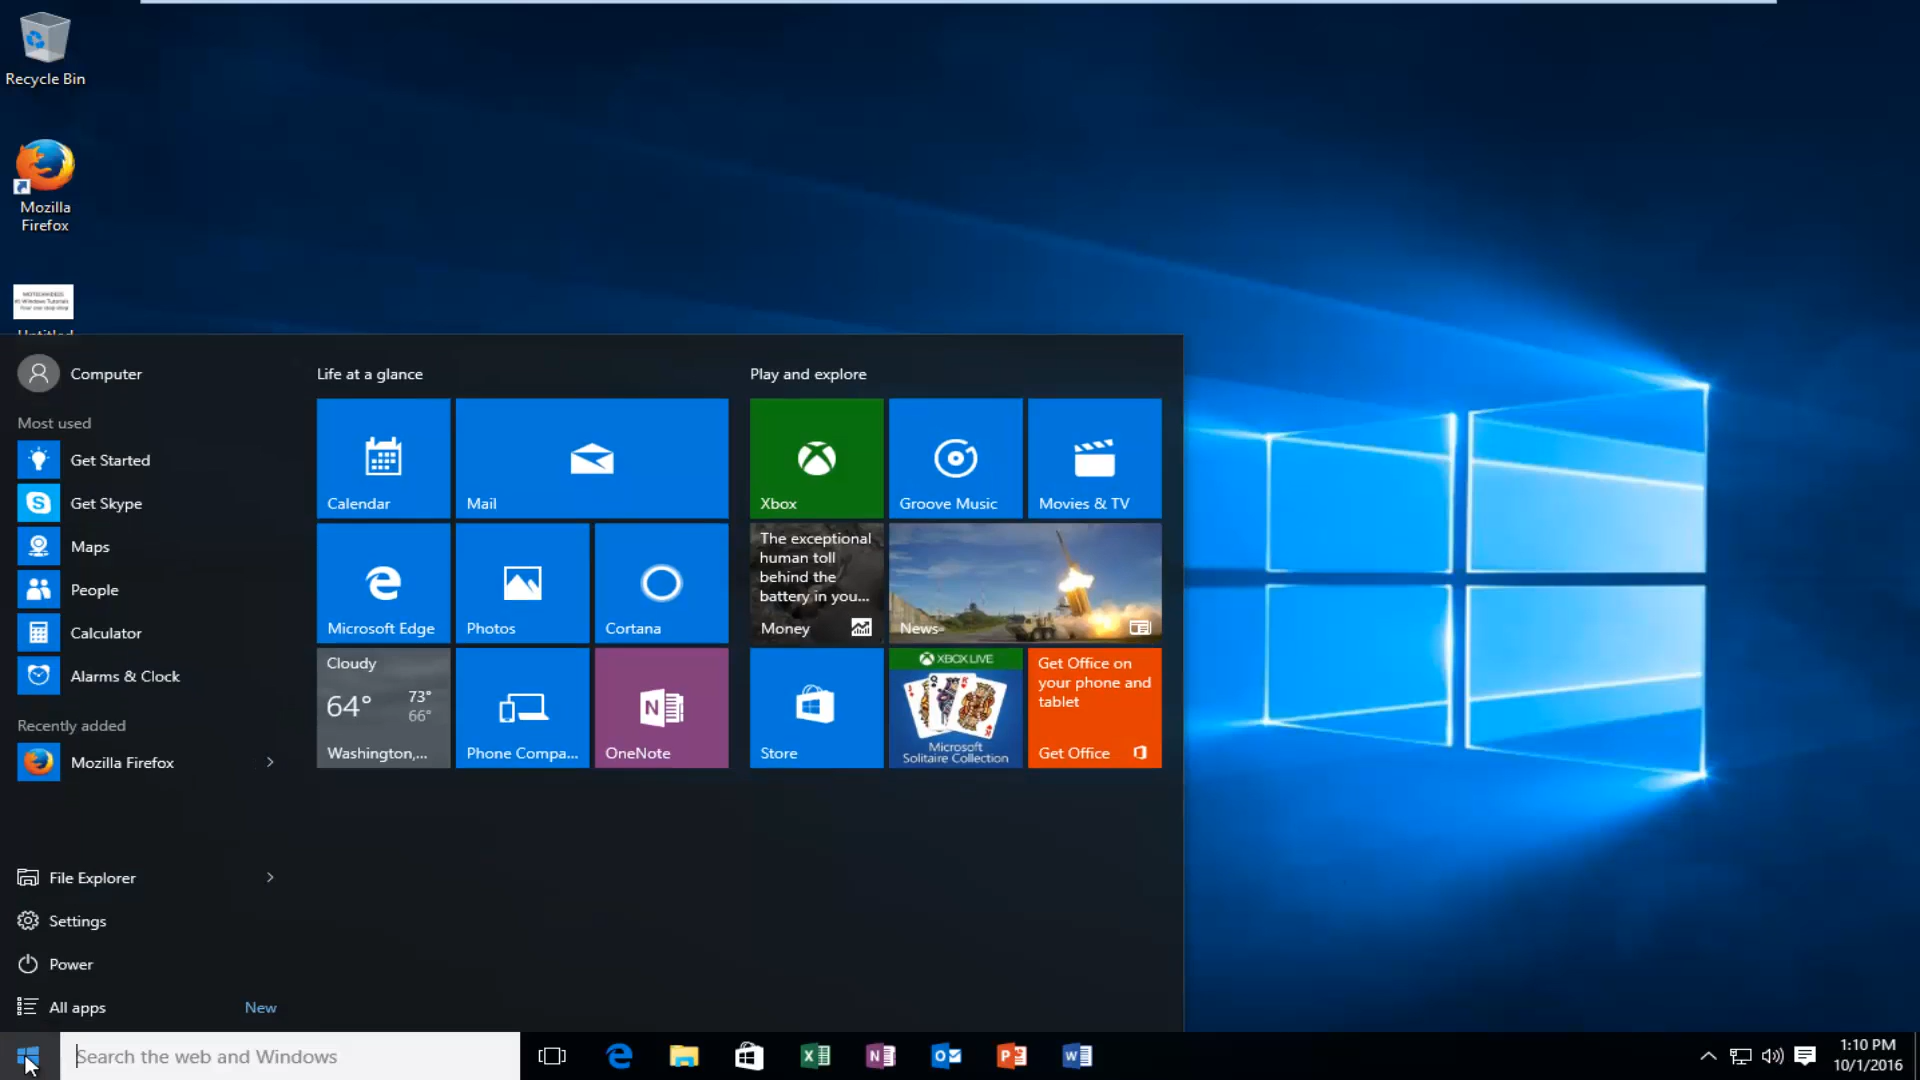 Recycle Bin
Mozilla
Firefox
Computer
Most used
Get Started
Get Skype
Maps
People
Calculator
Alarms & Clock
Recently added
Mozilla Firefox
File Explorer
Settings
Power
All apps
New
Life at a glance
Calendar
Mail
Microsoft Edge
Photos
Cortana
Cloudy
64°
73°
66°
Washington,...
Phone Compa...
OneNote
Play and explore
Xbox
Groove Music
Movies & TV
The exceptional
human toll
behind the
battery in you...
Money
News
Store
XBOX LIVE
Microsoft
Solitaire Collection
Get Office on
your phone and
tablet
Get Office
Search the web and Windows
1:10 PM
10/1/2016